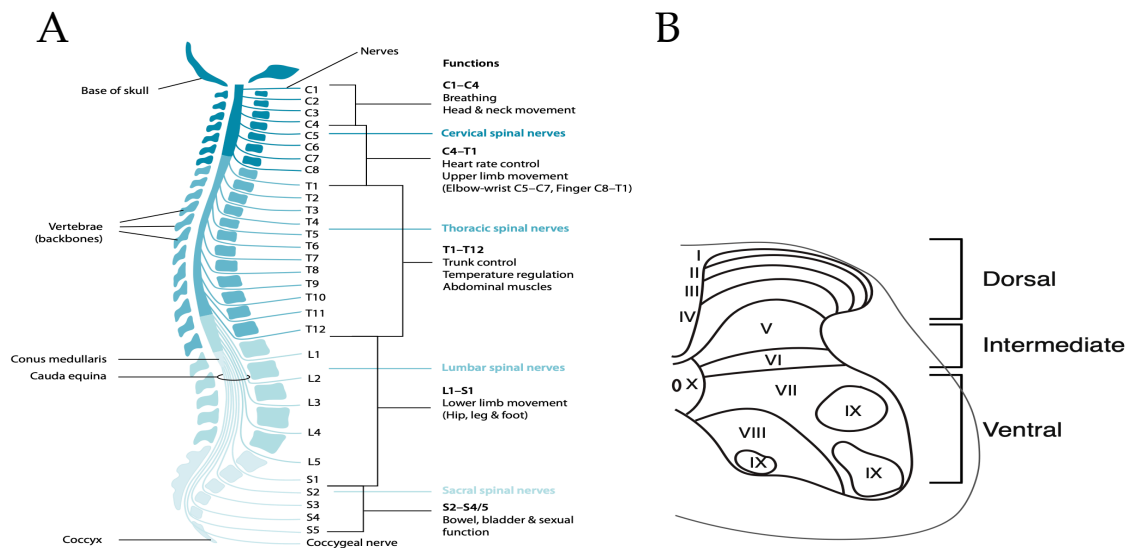 A
Nerves
Base of skull
C1
C2
C3
C4
C5
C6
C7
C8
T1
T2
T3
T4
T5
T6
T7
T8
T9
T10
T11
T12
L1
L2
L3
L4
L5
S1
S2
S3
S4
S5
Coccygeal nerve
Vertebrae
(backbones)
Conus medullaris
Cauda equina
Coccyx
Functions
C1–C4
Breathing
Head & neck movement
Cervical spinal nerves
C4–T1
Heart rate control
Upper limb movement
(Elbow-wrist C5–C7, Finger C8–T1)
Thoracic spinal nerves
T1–T12
Trunk control
Temperature regulation
Abdominal muscles
Lumbar spinal nerves
L1–S1
Lower limb movement
(Hip, leg & foot)
Sacral spinal nerves
S2–S4/5
Bowel, bladder & sexual
function
B
I
II
III
IV
V
VI
X
VII
IX
VIII
IX
IX
Dorsal
Intermediate
Ventral